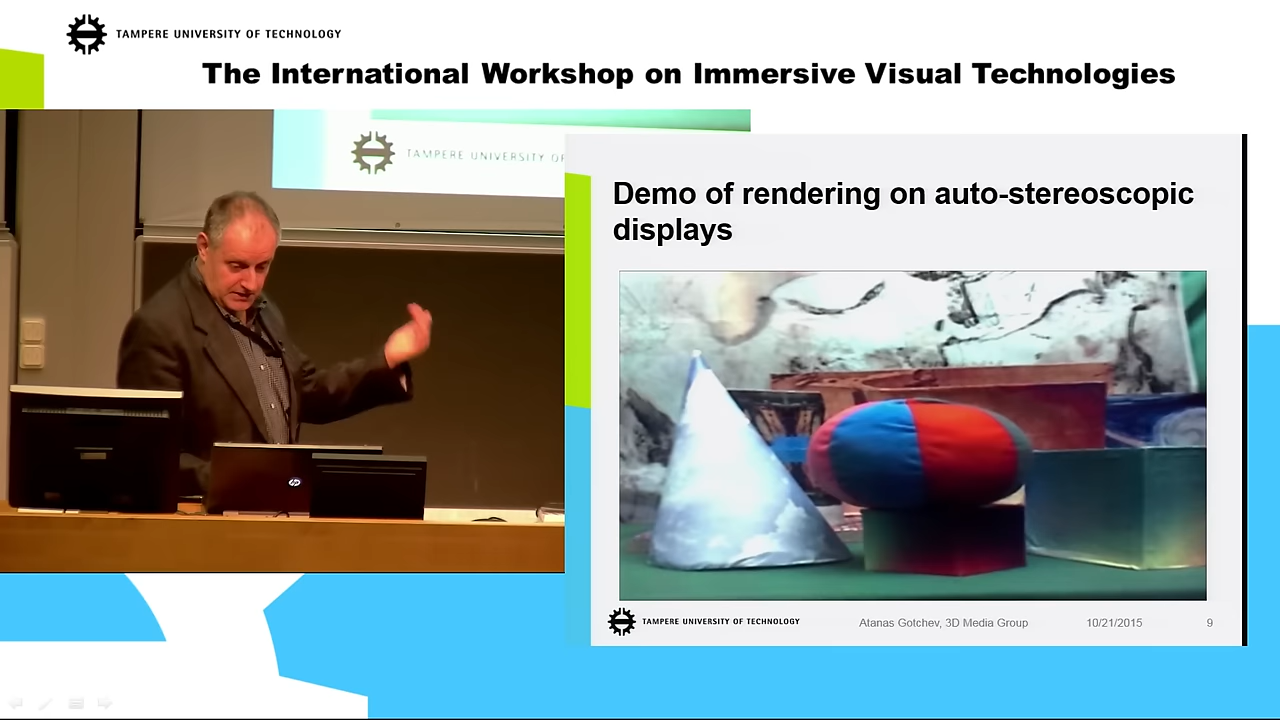 TAMPERE UNIVERSITY OF TECHNOLOGY
The International Workshop on Immersive Visual Technologies
TAMPERE UNIVERSITY OF
Demo of rendering on auto-stereoscopic
displays
hp
TAMPERE UNIVERSITY OF TECHNOLOGY
Atanas Gotchev, 3D Media Group
10/21/2015
9